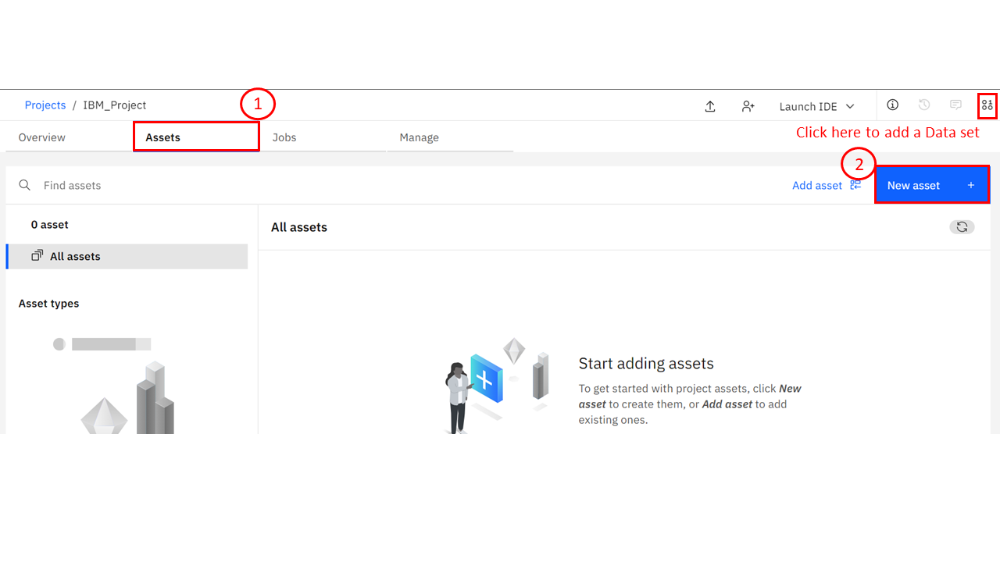 Projects / IBM_Project
1
Launch IDE
Overview
Assets
Jobs
Manage
Click here to add a Data set
2
Find assets
Add asset
New asset +
0 asset
All assets
All assets
Asset types
Start adding assets
To get started with project assets, click New
asset to create them, or Add asset to add
existing ones.